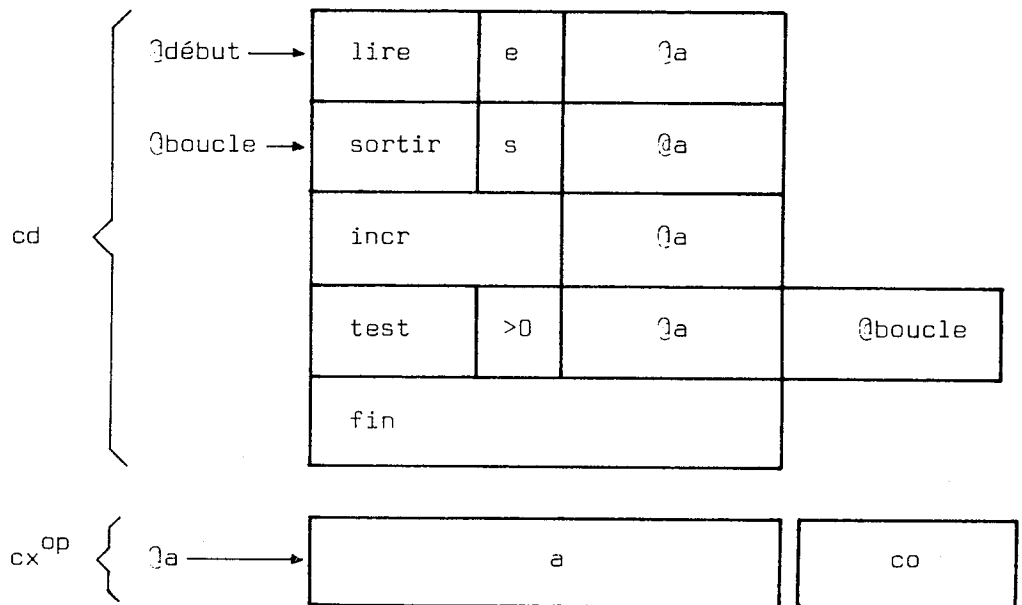 @début lire e @a
@boucle sortir s @a
cd incr @a
test >0 @a @boucle
fin
cx^op @a a co